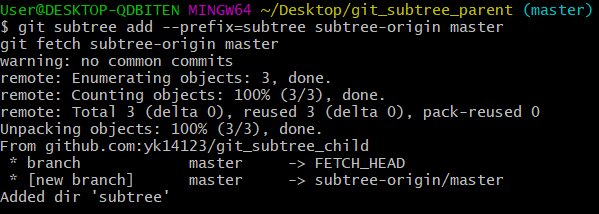 User@DESKTOP-QDBITEN MINGW64 ~/Desktop/git_subtree_parent (master)
$ git subtree add --prefix=subtree subtree-origin master
git fetch subtree-origin master
warning: no common commits
remote: Enumerating objects: 3, done.
remote: Counting objects: 100% (3/3), done.
remote: Total 3 (delta 0), reused 3 (delta 0), pack-reused 0
Unpacking objects: 100% (3/3), done.
From github.com:yk14123/git_subtree_child
 * branch            master     -> FETCH_HEAD
 * [new branch]      master     -> subtree-origin/master
Added dir 'subtree'